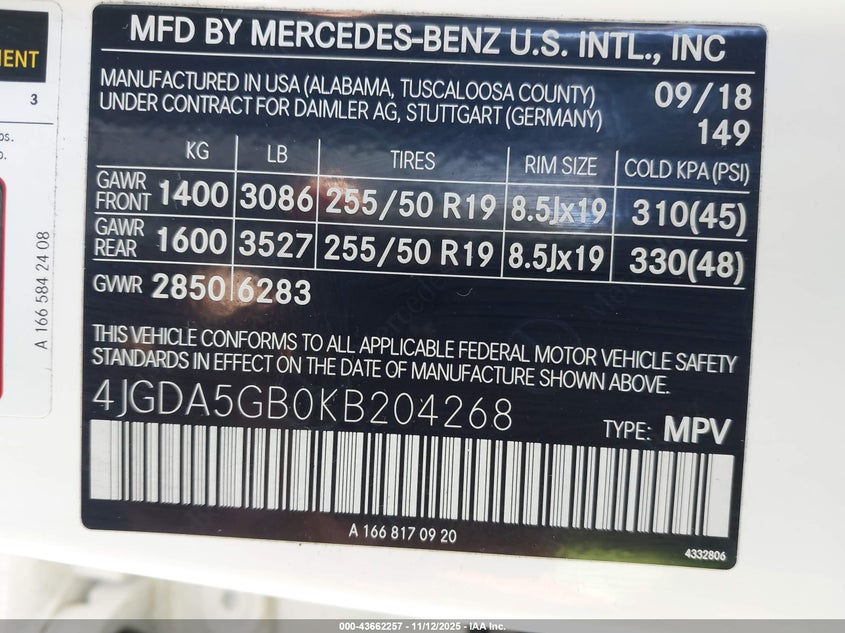 MENT
3
os.
o.
A 166 584 24 08
MFD BY MERCEDES-BENZ U.S. INTL., INC
MANUFACTURED IN USA (ALABAMA, TUSCALOOSA COUNTY)
UNDER CONTRACT FOR DAIMLER AG, STUTTGART (GERMANY)
09/18
149
KG LB TIRES RIM SIZE COLD KPA (PSI)
GAWR FRONT 1400 3086 255/50 R19 8.5Jx19 310(45)
GAWR REAR 1600 3527 255/50 R19 8.5Jx19 330(48)
GVWR 2850 6283
THIS VEHICLE CONFORMS TO ALL APPLICABLE FEDERAL MOTOR VEHICLE SAFETY
STANDARDS IN EFFECT ON THE DATE OF MANUFACTURE SHOWN ABOVE.
4JGDA5GB0KB204268
TYPE: MPV
A 166 817 09 20
4332806
000-43662257 - 11/12/2025 - IAA Inc.